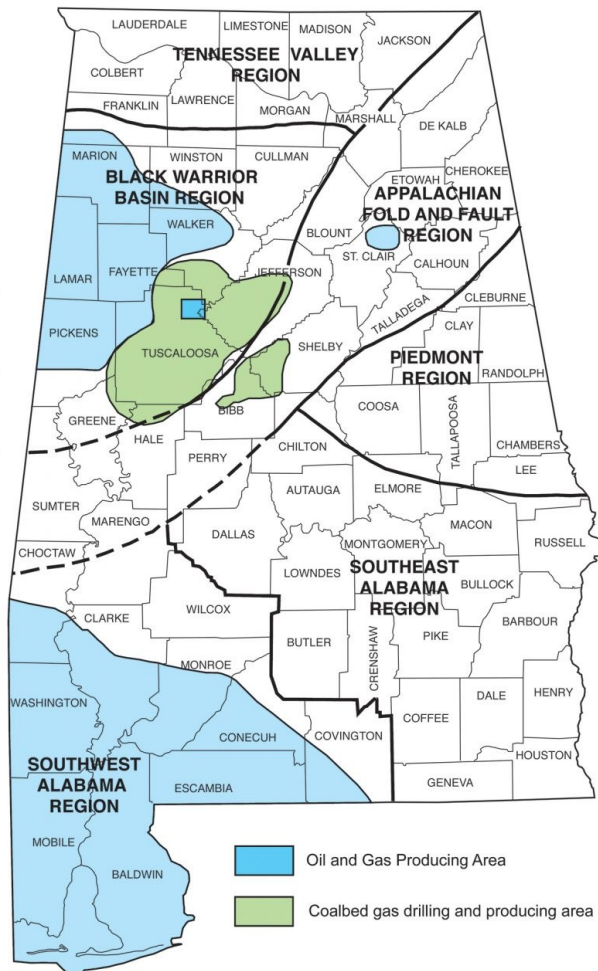 LAUDERDALE
LIMESTONE
MADISON
JACKSON
TENNESSEE VALLEY
REGION
COLBERT
FRANKLIN
LAWRENCE
MORGAN
MARSHALL
DE KALB
MARION
WINSTON
CULLMAN
CHEROKEE
ETOWAH
BLACK WARRIOR
BASIN REGION
APPALACHIAN
FOLD AND FAULT
REGION
WALKER
BLOUNT
ST. CLAIR
CALHOUN
LAMAR
FAYETTE
JEFFERSON
CLEBURNE
TALLADEGA
PICKENS
TUSCALOOSA
SHELBY
CLAY
PIEDMONT
REGION
RANDOLPH
GREENE
HALE
BIBB
COOSA
TALLAPOOSA
CHAMBERS
PERRY
CHILTON
LEE
SUMTER
MARENGO
AUTAUGA
ELMORE
MACON
RUSSELL
CHOCTAW
DALLAS
MONTGOMERY
LOWNDES
SOUTHEAST
ALABAMA
REGION
BULLOCK
CLARKE
WILCOX
BUTLER
CRENSHAW
PIKE
BARBOUR
MONROE
WASHINGTON
CONECUH
COVINGTON
COFFEE
DALE
HENRY
HOUSTON
GENEVA
SOUTHWEST
ALABAMA
REGION
ESCAMBIA
MOBILE
BALDWIN
Oil and Gas Producing Area
Coalbed gas drilling and producing area